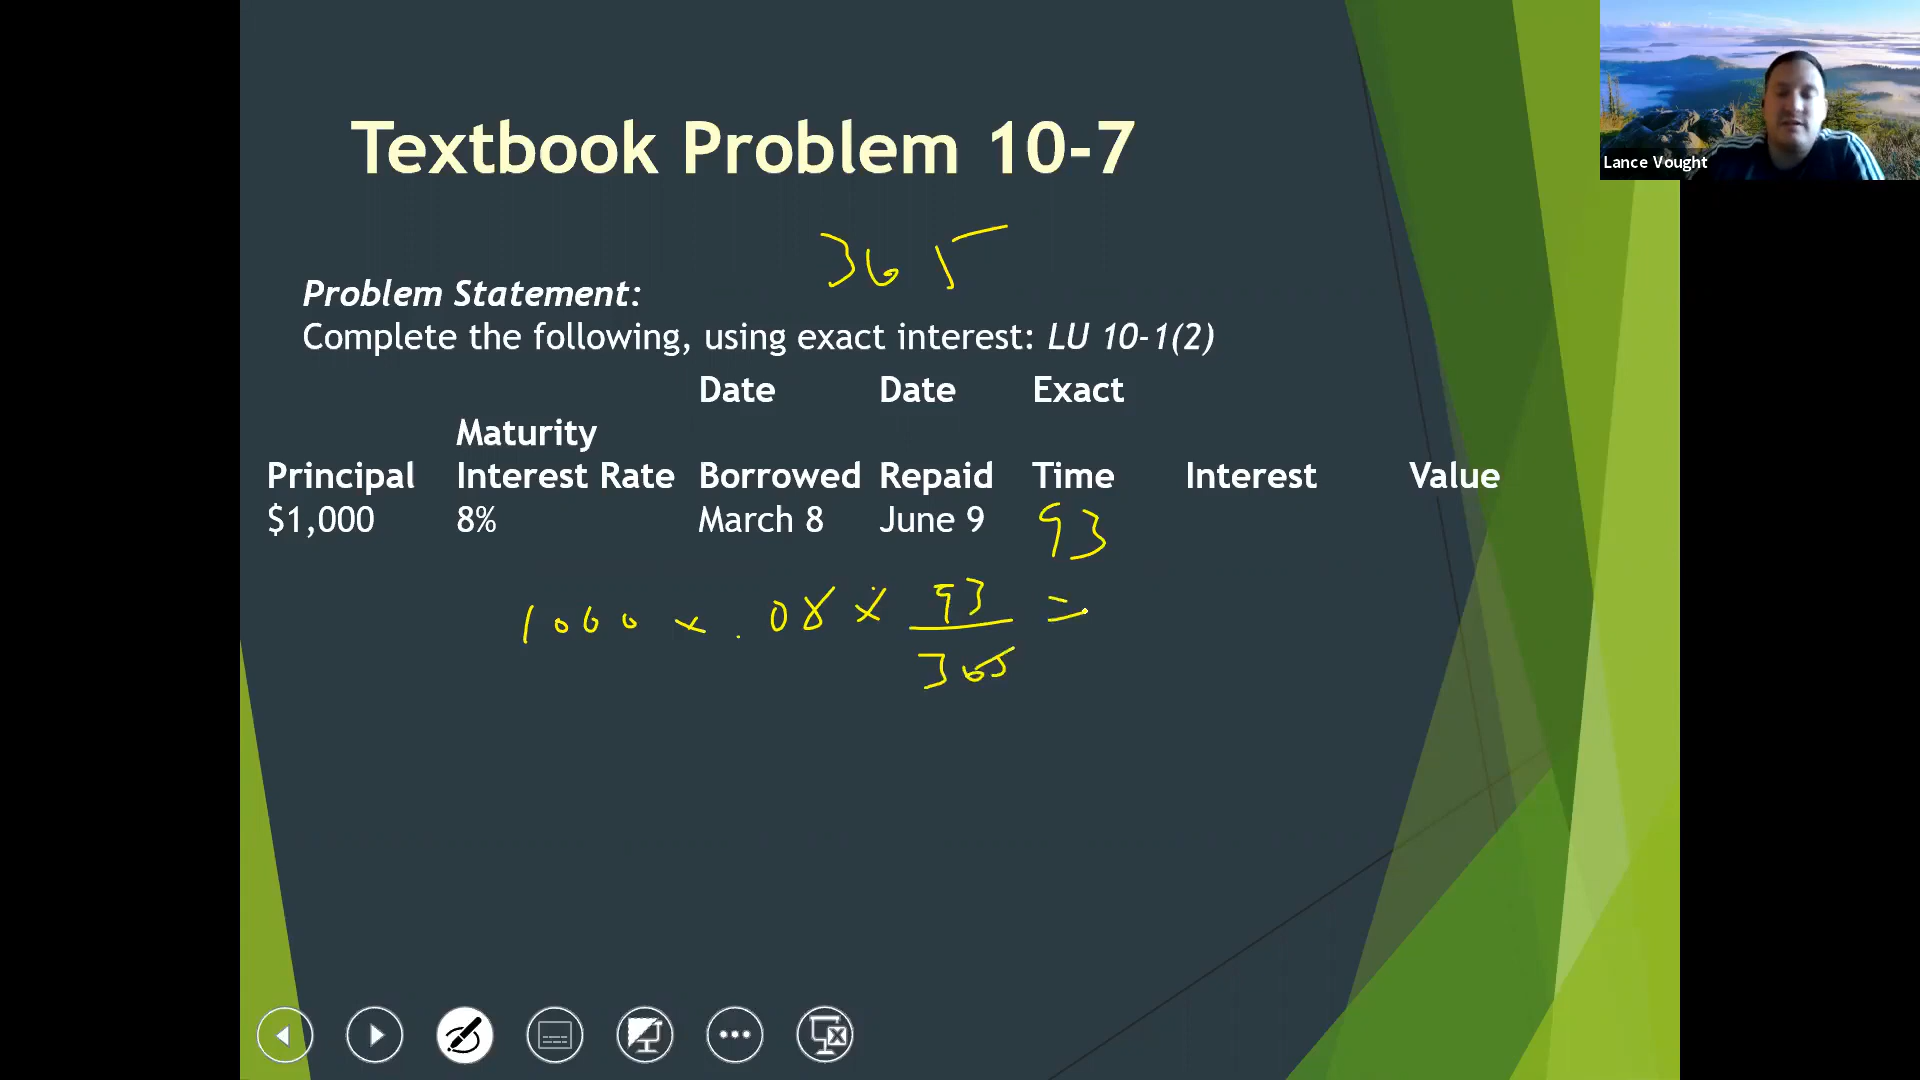 Lance Vought
Textbook Problem 10-7
365
Problem Statement:
Complete the following, using exact interest: LU 10-1(2)
Date Date Exact
Maturity
Principal Interest Rate Borrowed Repaid Time Interest Value
$1,000 8% March 8 June 9 93
1000 × .08 × 93 =
365